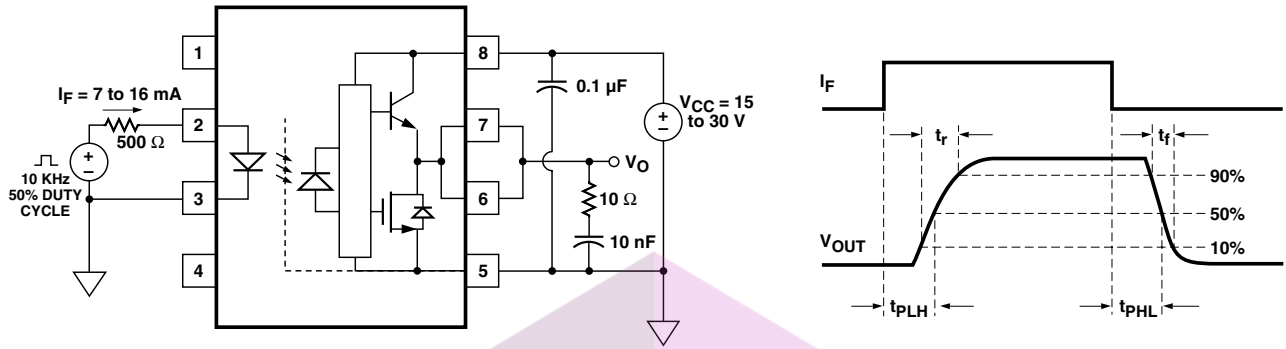 1
8
I_F = 7 to 16 mA
0.1 µF
V_CC = 15
to 30 V
+
–
2
7
500 Ω
+
–
V_O
10 KHz
50% DUTY
CYCLE
3
6
10 Ω
10 nF
4
5
I_F
t_r
t_f
90%
50%
V_OUT
10%
t_PLH
t_PHL